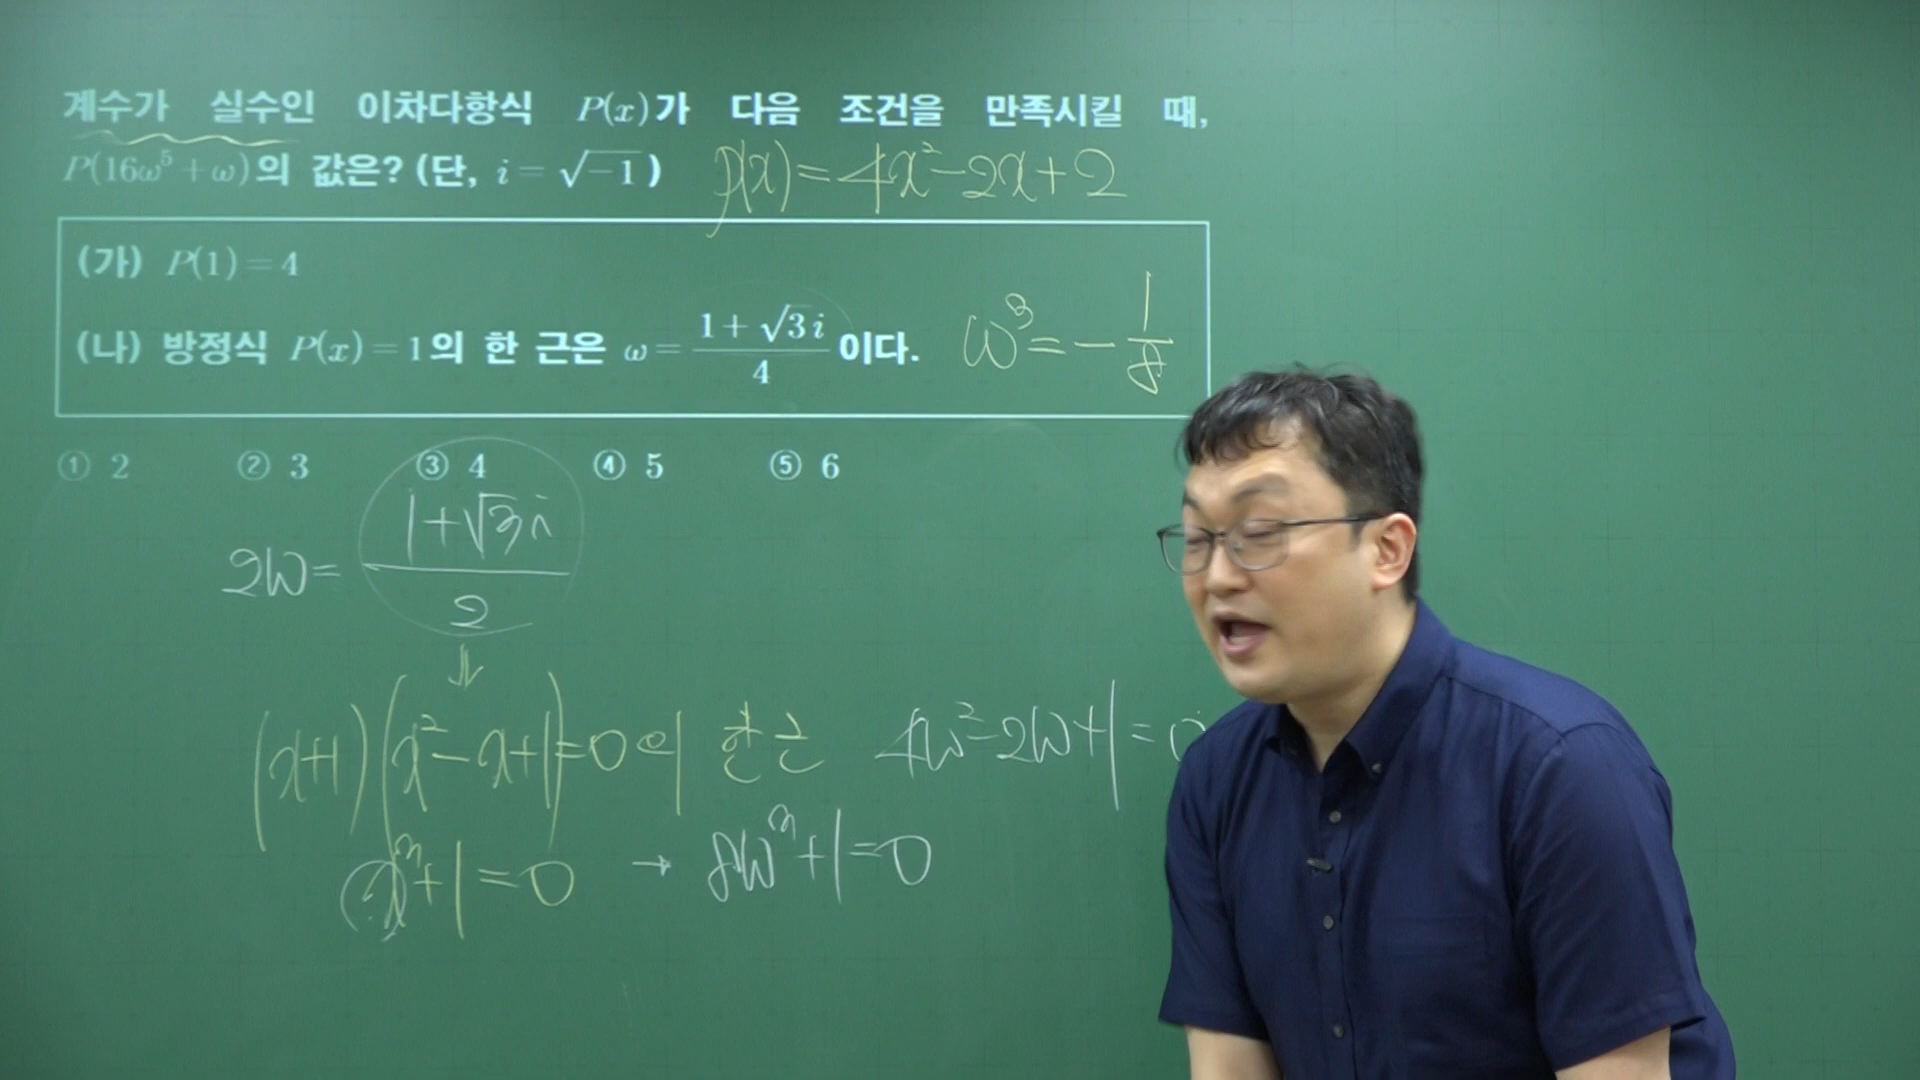 계수가 실수인 이차다항식 P(x)가 다음 조건을 만족시킬 때,
P(16ω⁵+ω)의 값은? (단, i=√-1)
p(x)=4x²-2x+2
(가) P(1)=4
(나) 방정식 P(x)=1의 한 근은 ω=(1+√3i)/4이다.
ω³=-1/8
① 2 ② 3 ③ 4 ④ 5 ⑤ 6
2ω=(1+√3i)/2
(x+1)(x²-x+1)=0의 한 근
4ω²-2ω+1=0
x³+1=0 → 8ω³+1=0